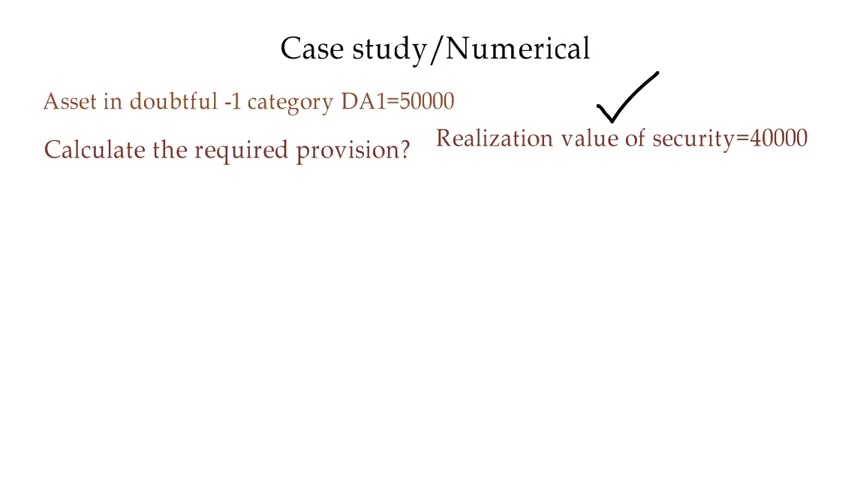 Case study/Numerical
Asset in doubtful -1 category DA1=50000
Realization value of security=40000
Calculate the required provision?